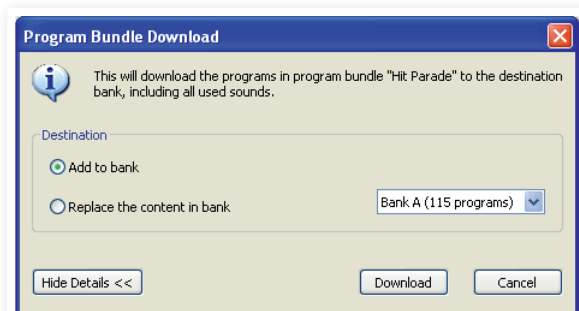 Program Bundle Download
This will download the programs in program bundle "Hit Parade" to the destination
bank, including all used sounds.
Destination
Add to bank
Replace the content in bank
Bank A (115 programs)
Hide Details <<
Download
Cancel